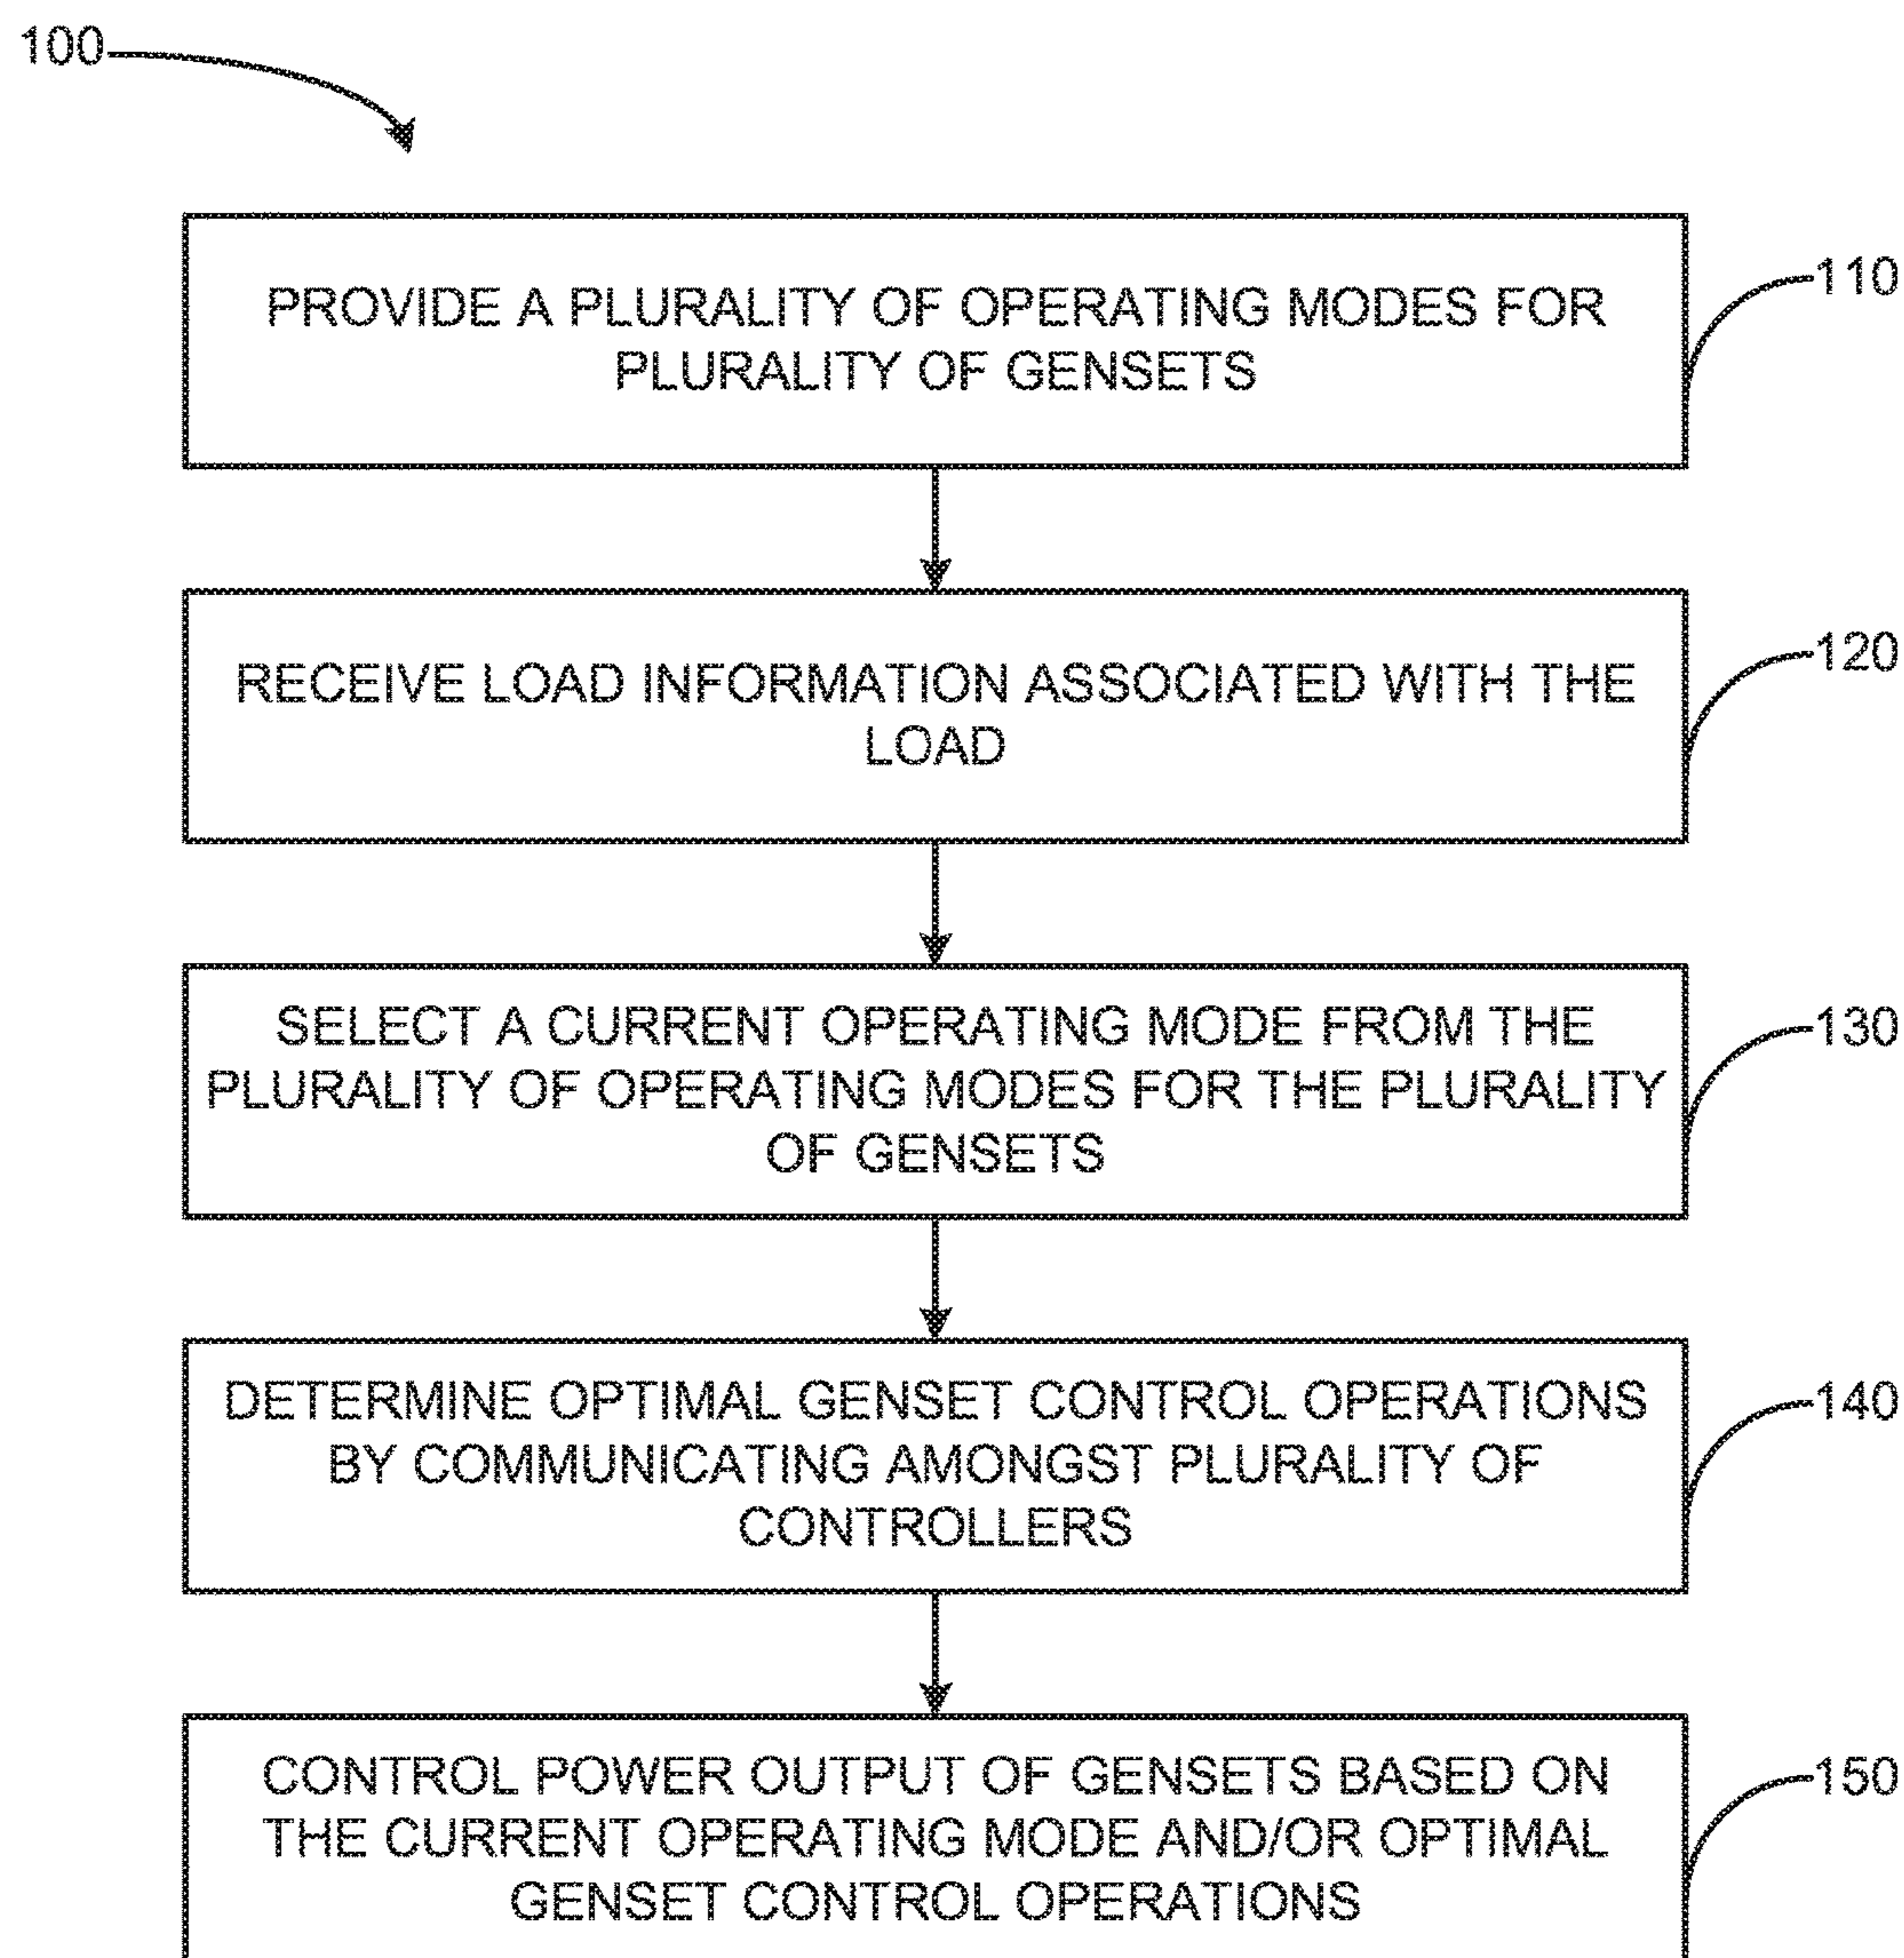 100
PROVIDE A PLURALITY OF OPERATING MODES FOR
PLURALITY OF GENSETS
110
RECEIVE LOAD INFORMATION ASSOCIATED WITH THE
LOAD
120
SELECT A CURRENT OPERATING MODE FROM THE
PLURALITY OF OPERATING MODES FOR THE PLURALITY
OF GENSETS
130
DETERMINE OPTIMAL GENSET CONTROL OPERATIONS
BY COMMUNICATING AMONGST PLURALITY OF
CONTROLLERS
140
CONTROL POWER OUTPUT OF GENSETS BASED ON
THE CURRENT OPERATING MODE AND/OR OPTIMAL
GENSET CONTROL OPERATIONS
150